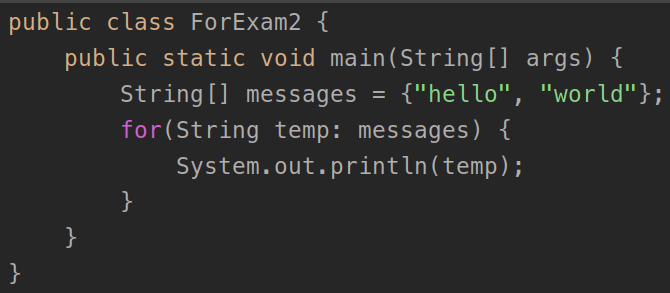 public class ForExam2 {
    public static void main(String[] args) {
        String[] messages = {"hello", "world"};
        for(String temp: messages) {
            System.out.println(temp);
        }
    }
}